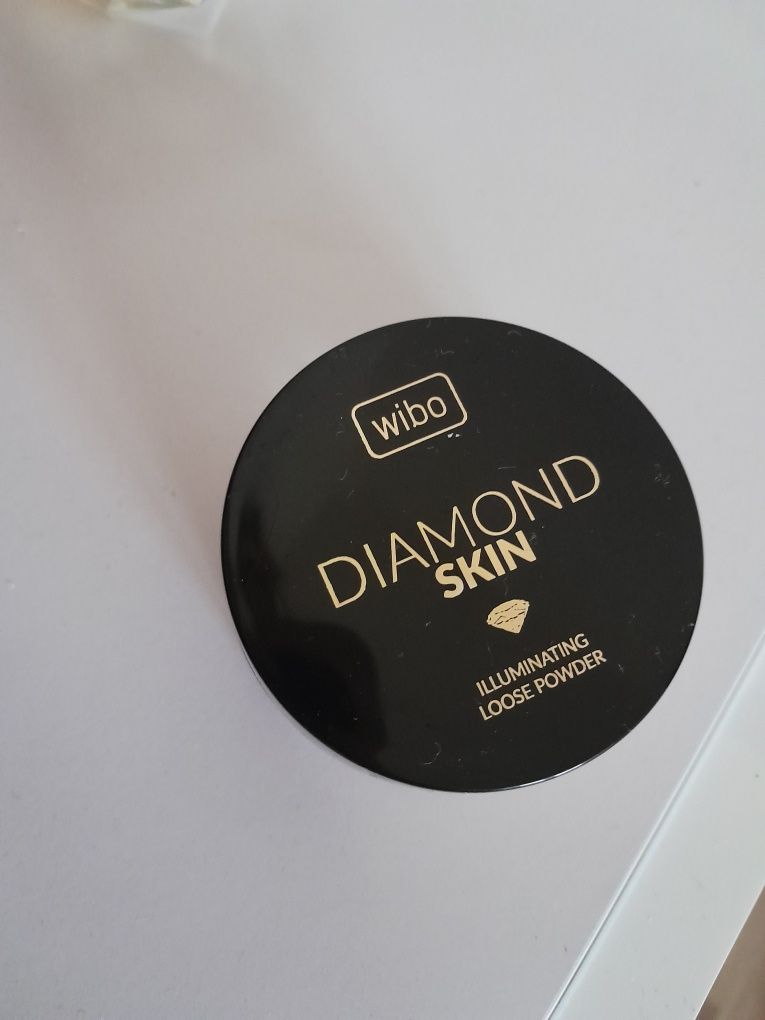 wibo
DIAMOND
SKIN
ILLUMINATING
LOOSE POWDER